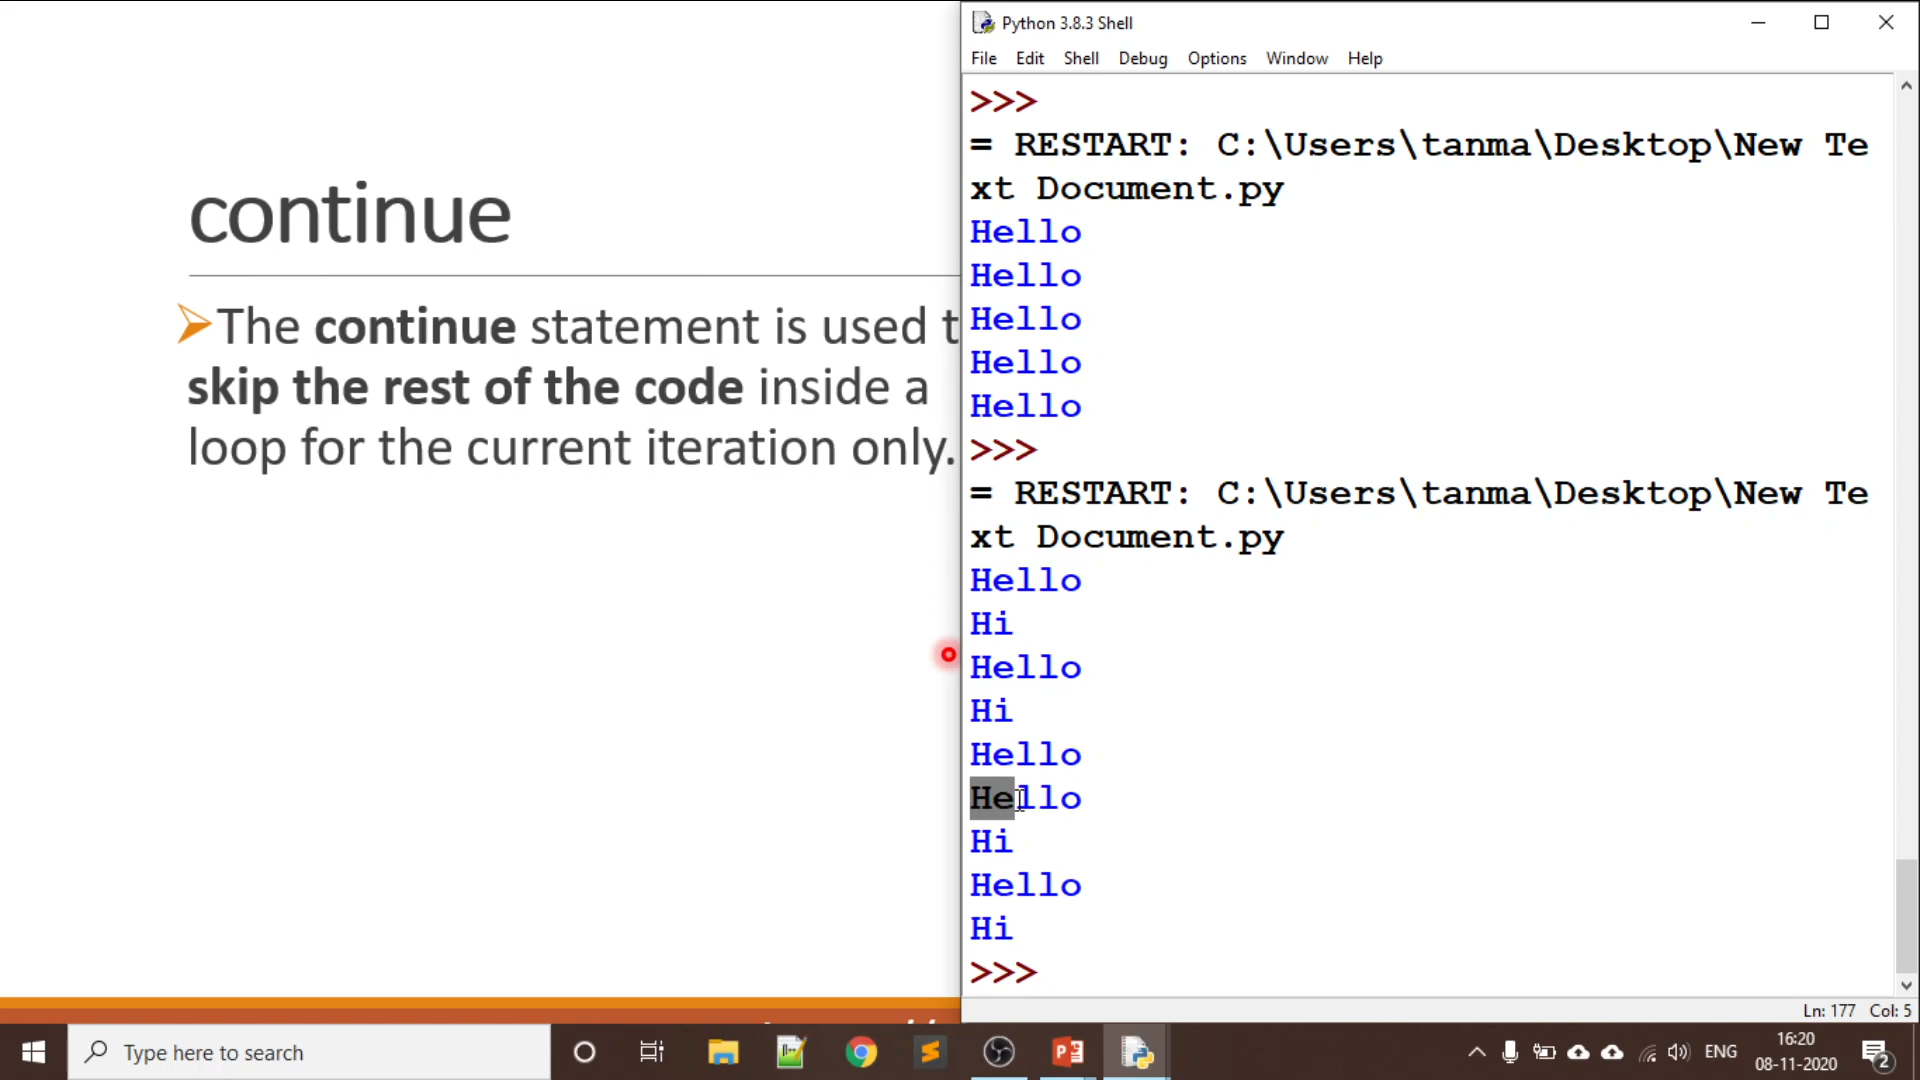 continue
The continue statement is used t
skip the rest of the code inside a
loop for the current iteration only.
Python 3.8.3 Shell
File Edit Shell Debug Options Window Help
>>>
= RESTART: C:\Users\tanma\Desktop\New Te
xt Document.py
Hello
Hello
Hello
Hello
Hello
>>>
= RESTART: C:\Users\tanma\Desktop\New Te
xt Document.py
Hello
Hi
Hello
Hi
Hello
Hello
Hi
Hello
Hi
>>>
Ln: 177 Col: 5
Type here to search
ENG
16:20
08-11-2020
2